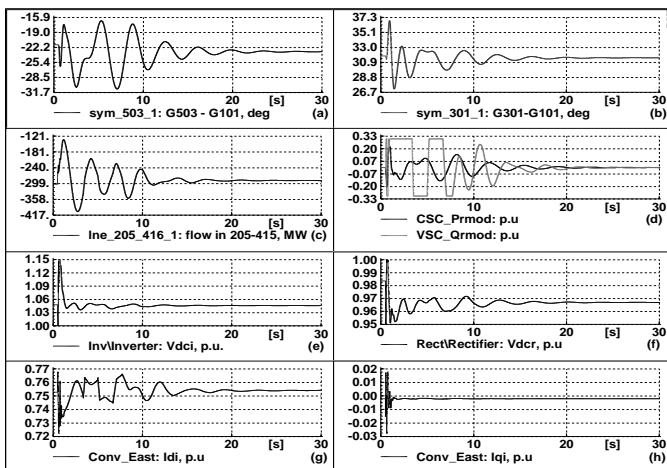 -15.9
-19.0
-22.2
-25.4
-28.5
-31.7
0 10 20 [s] 30
sym_503_1: G503 - G101, deg (a)
37.3
35.1
33.0
30.9
28.8
26.7
0 10 20 [s] 30
sym_301_1: G301-G101, deg (b)
-121.
-181.
-240.
-299.
-358.
-417.
0 10 20 [s] 30
lne_205_416_1: flow in 205-415, MW (c)
0.33
0.20
0.07
-0.07
-0.20
-0.33
0 10 20 [s] 30
CSC_Prmod: p.u
VSC_Qrmod: p.u
(d)
1.15
1.12
1.09
1.06
1.03
1.00
0 10 20 [s] 30
Inv\Inverter: Vdci, p.u. (e)
1.00
0.99
0.98
0.97
0.96
0.95
0 10 20 [s] 30
Rect\Rectifier: Vdcr, p.u (f)
0.77
0.76
0.75
0.74
0.73
0.72
0 10 20 [s] 30
Conv_East: Idi, p.u (g)
0.02
0.01
-0.00
-0.01
-0.02
-0.03
0 10 20 [s] 30
Conv_East: Iqi, p.u (h)